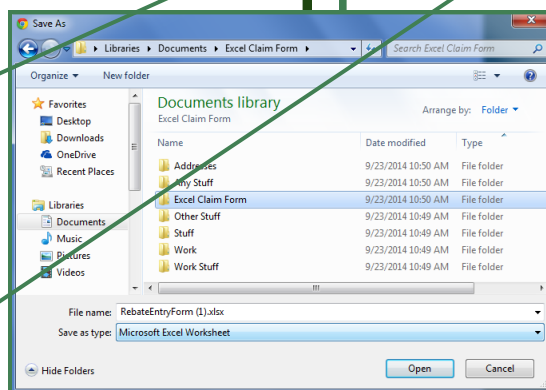 Save As
Libraries Documents Excel Claim Form
Search Excel Claim Form
Organize New folder
Favorites
Desktop
Downloads
OneDrive
Recent Places
Libraries
Documents
Music
Pictures
Videos
Documents library
Excel Claim Form
Arrange by: Folder
Name Date modified Type
Addresses 9/23/2014 10:50 AM File folder
Any Stuff 9/23/2014 10:50 AM File folder
Excel Claim Form 9/23/2014 10:50 AM File folder
Other Stuff 9/23/2014 10:49 AM File folder
Stuff 9/23/2014 10:49 AM File folder
Work 9/23/2014 10:49 AM File folder
Work Stuff 9/23/2014 10:49 AM File folder
File name: RebateEntryForm (1).xlsx
Save as type: Microsoft Excel Worksheet
Hide Folders
Open Cancel